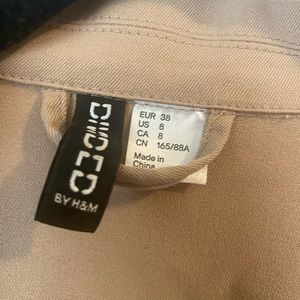 DIVIDED
BY H&M
EUR 38
US 8
CA 8
CN 165/88A
Made in
China